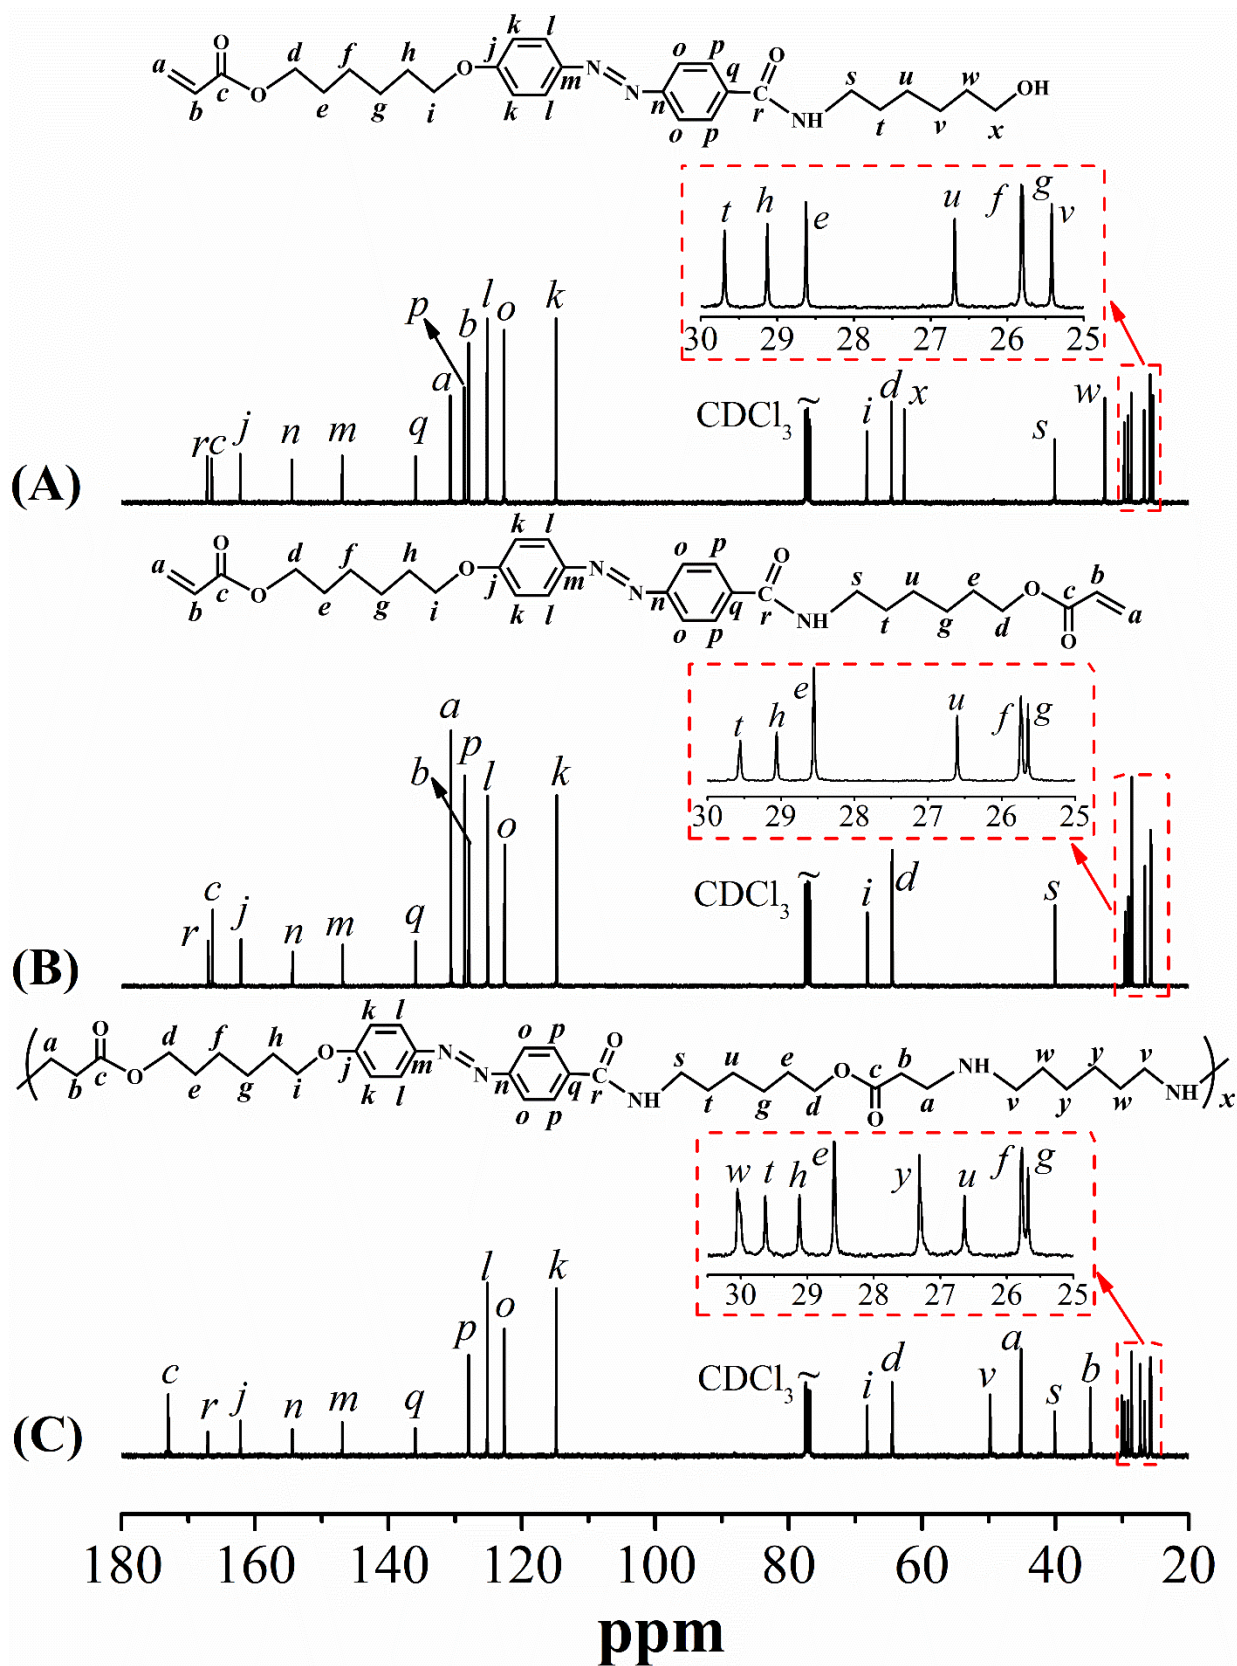 k l o p
a O d f h O j m N q O s u w OH
b c O e g i k l N n o p r NH t v x
t h e u f g v
30 29 28 27 26 25
p a b l o k
r c j n m q CDCl3 ~ i d x s w
(A)
k l o p
a O d f h O j m N q O s u e O c b
b c O e g i k l N n o p r NH t g d O a
t h e u f g
30 29 28 27 26 25
a b p l o k
r c j n m q CDCl3 ~ i d s
(B)
k l o p
a O d f h O j m N q O s u e O c b NH w y v
b c O e g i k l N n o p r NH t g d O a v y w NH x
w t h e y u f g
30 29 28 27 26 25
p l o k
c r j n m q CDCl3 ~ i d v a s b
(C)
180 160 140 120 100 80 60 40 20
ppm